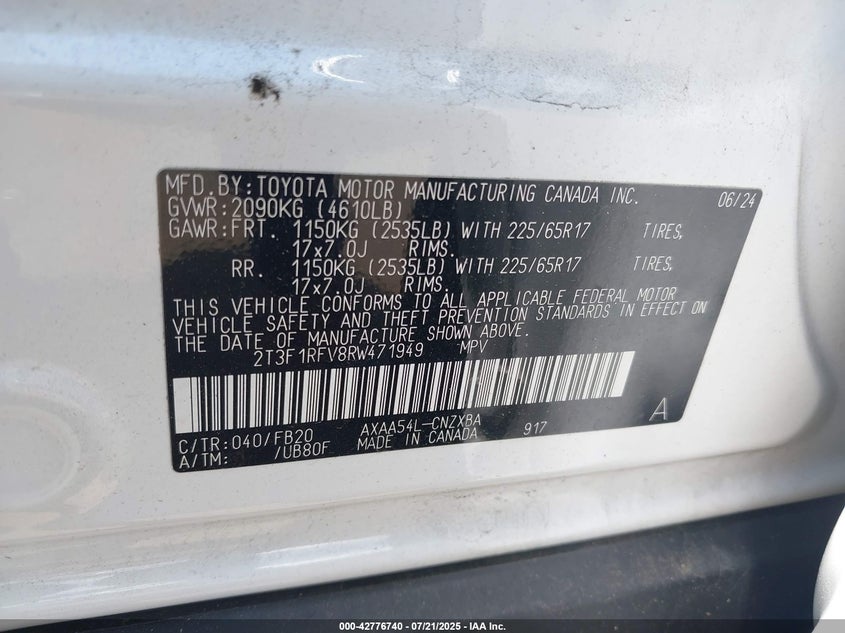 MFD.BY:TOYOTA MOTOR MANUFACTURING CANADA INC. 06/24
GVWR:2090KG (4610LB)
GAWR:FRT. 1150KG (2535LB) WITH 225/65R17 TIRES,
17x7.0J RIMS.
RR. 1150KG (2535LB) WITH 225/65R17 TIRES,
17x7.0J RIMS.
THIS VEHICLE CONFORMS TO ALL APPLICABLE FEDERAL MOTOR
VEHICLE SAFETY AND THEFT PREVENTION STANDARDS IN EFFECT ON
THE DATE OF MANUFACTURE SHOWN ABOVE.
2T3F1RFV8RW471949 MPV
C/TR:040/FB20 AXAA54L-CNZXBA 917 A
A/TM: /UB80F MADE IN CANADA
000-42776740 / 07/21/2025 - IAA Inc.